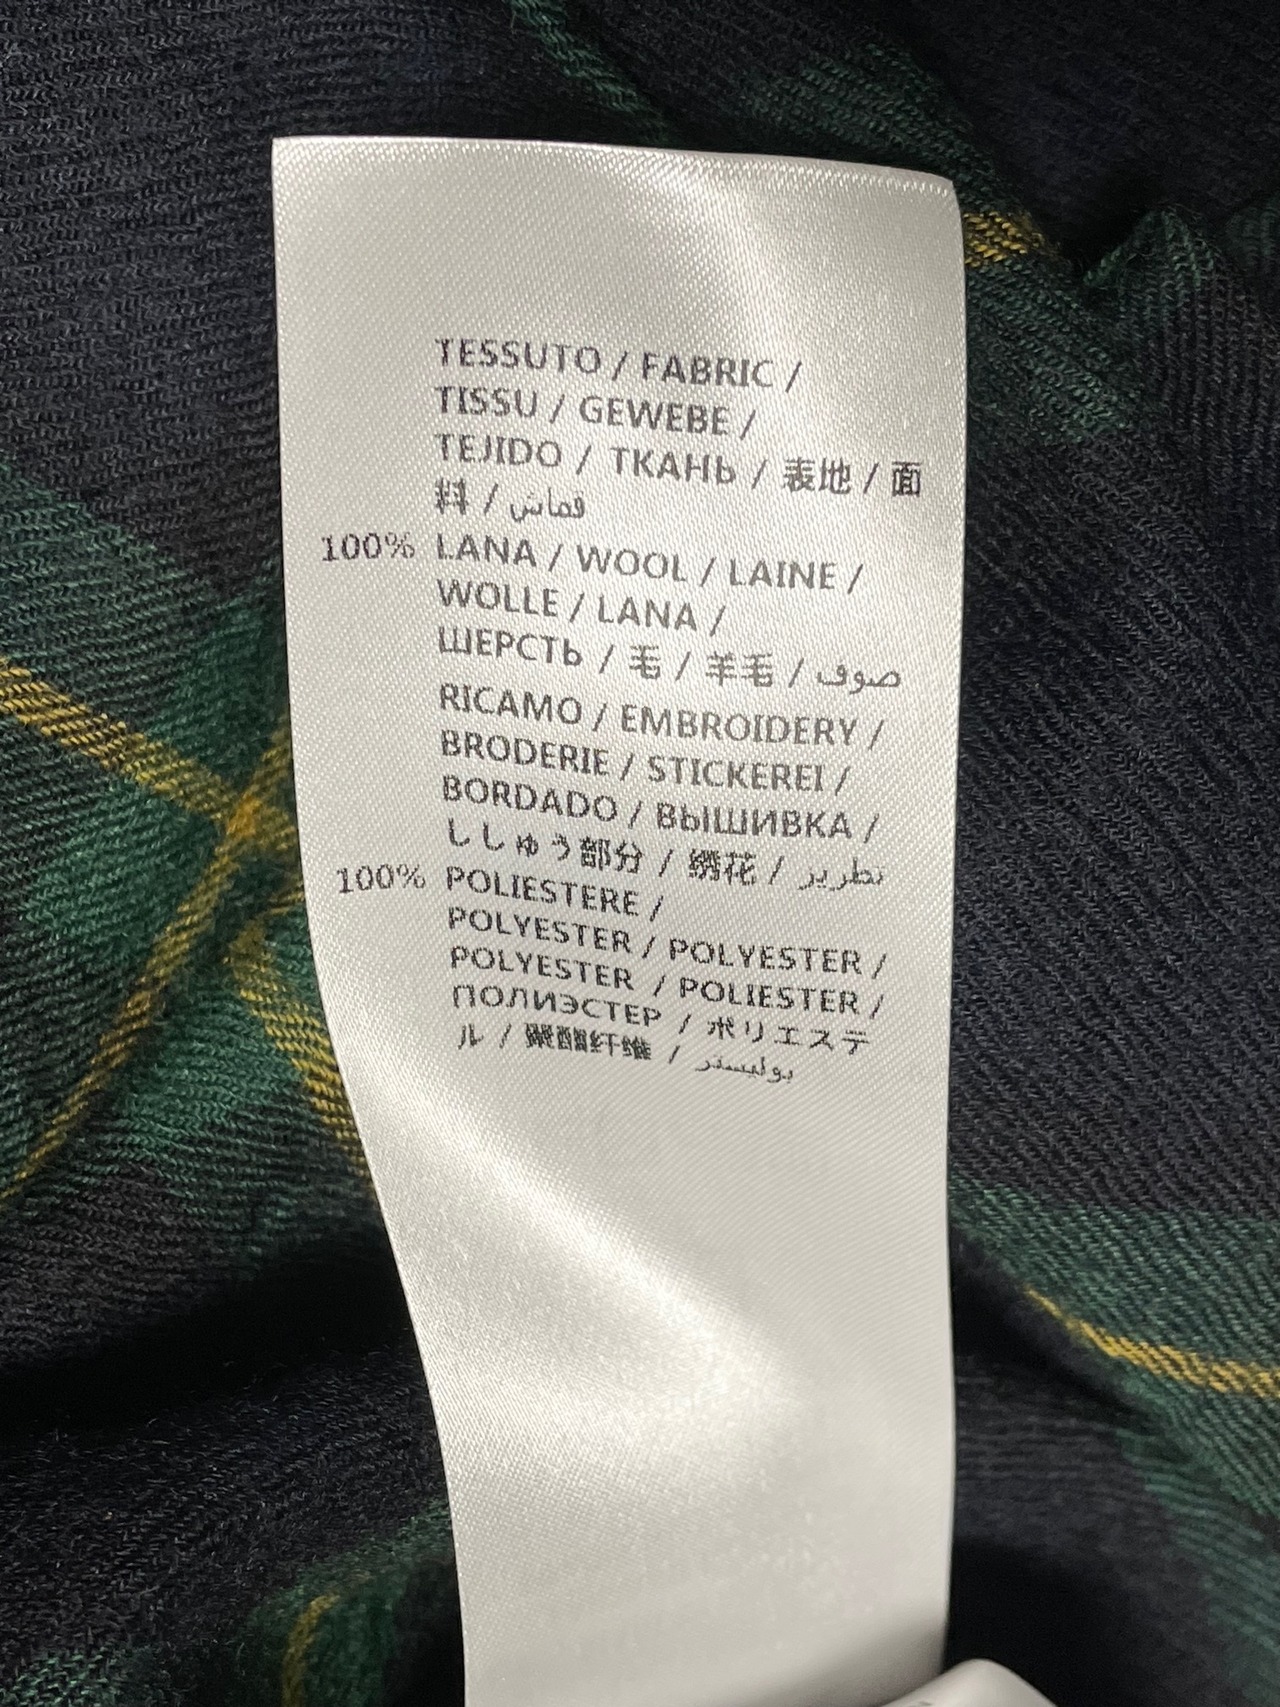 TESSUTO / FABRIC /
TISSU / GEWEBE /
TEJIDO / ТКАНЬ / 表地 / 面
料 / قماش
100% LANA / WOOL / LAINE /
WOLLE / LANA /
ШЕРСТЬ / 毛 / 羊毛 / صوف
RICAMO / EMBROIDERY /
BRODERIE / STICKEREI /
BORDADO / ВЫШИВКА /
ししゅう部分 / 绣花 / تطريز
100% POLIESTERE /
POLYESTER / POLYESTER /
POLYESTER / POLIESTER /
ПОЛИЭСТЕР / ポリエステ
ル / 聚酯纤维 / بوليستر